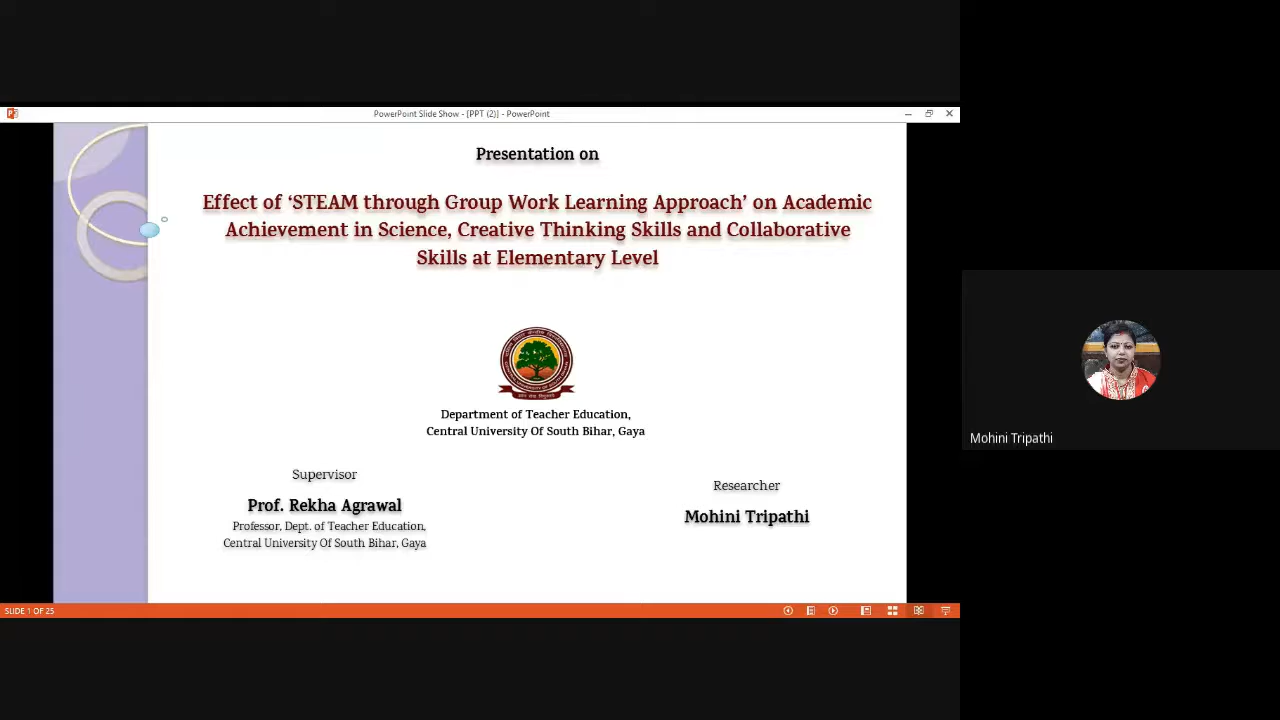 PowerPoint Slide Show - [PPT (2)] - PowerPoint
Presentation on
Effect of ‘STEAM through Group Work Learning Approach’ on Academic
Achievement in Science, Creative Thinking Skills and Collaborative
Skills at Elementary Level
Department of Teacher Education,
Central University Of South Bihar, Gaya
Supervisor
Prof. Rekha Agrawal
Professor, Dept. of Teacher Education,
Central University Of South Bihar, Gaya
Researcher
Mohini Tripathi
SLIDE 1 OF 25
Mohini Tripathi